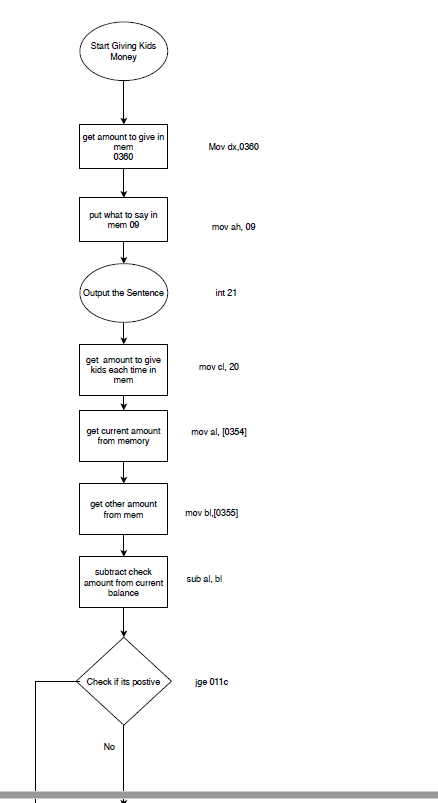 Start Giving Kids
Money
get amount to give in
mem
0360
Mov dx,0360
put what to say in
mem 09
mov ah, 09
Output the Sentence
int 21
get  amount to give
kids each time in
mem
mov cl, 20
get current amount
from memory
mov al, [0354]
get other amount
from mem
mov bl,[0355]
subtract check
amount from current
balance
sub al, bl
Check if its postive
jge 011c
No